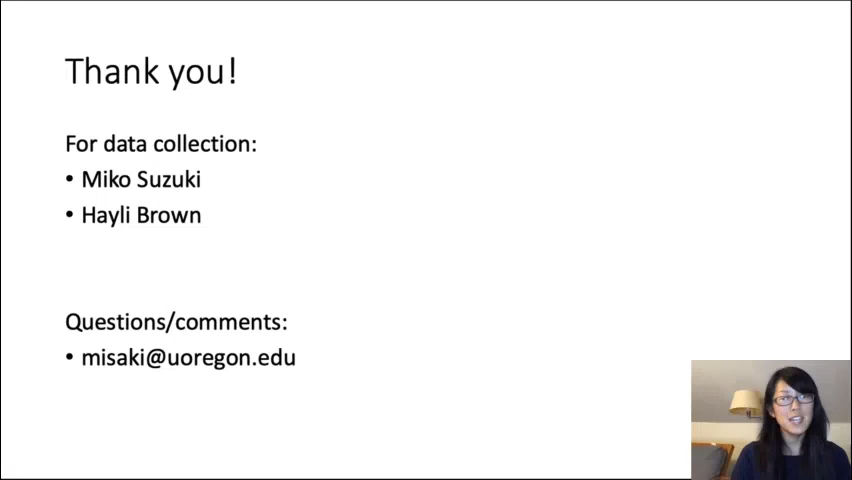 Thank you!
For data collection:
• Miko Suzuki
• Hayli Brown
Questions/comments:
• misaki@uoregon.edu